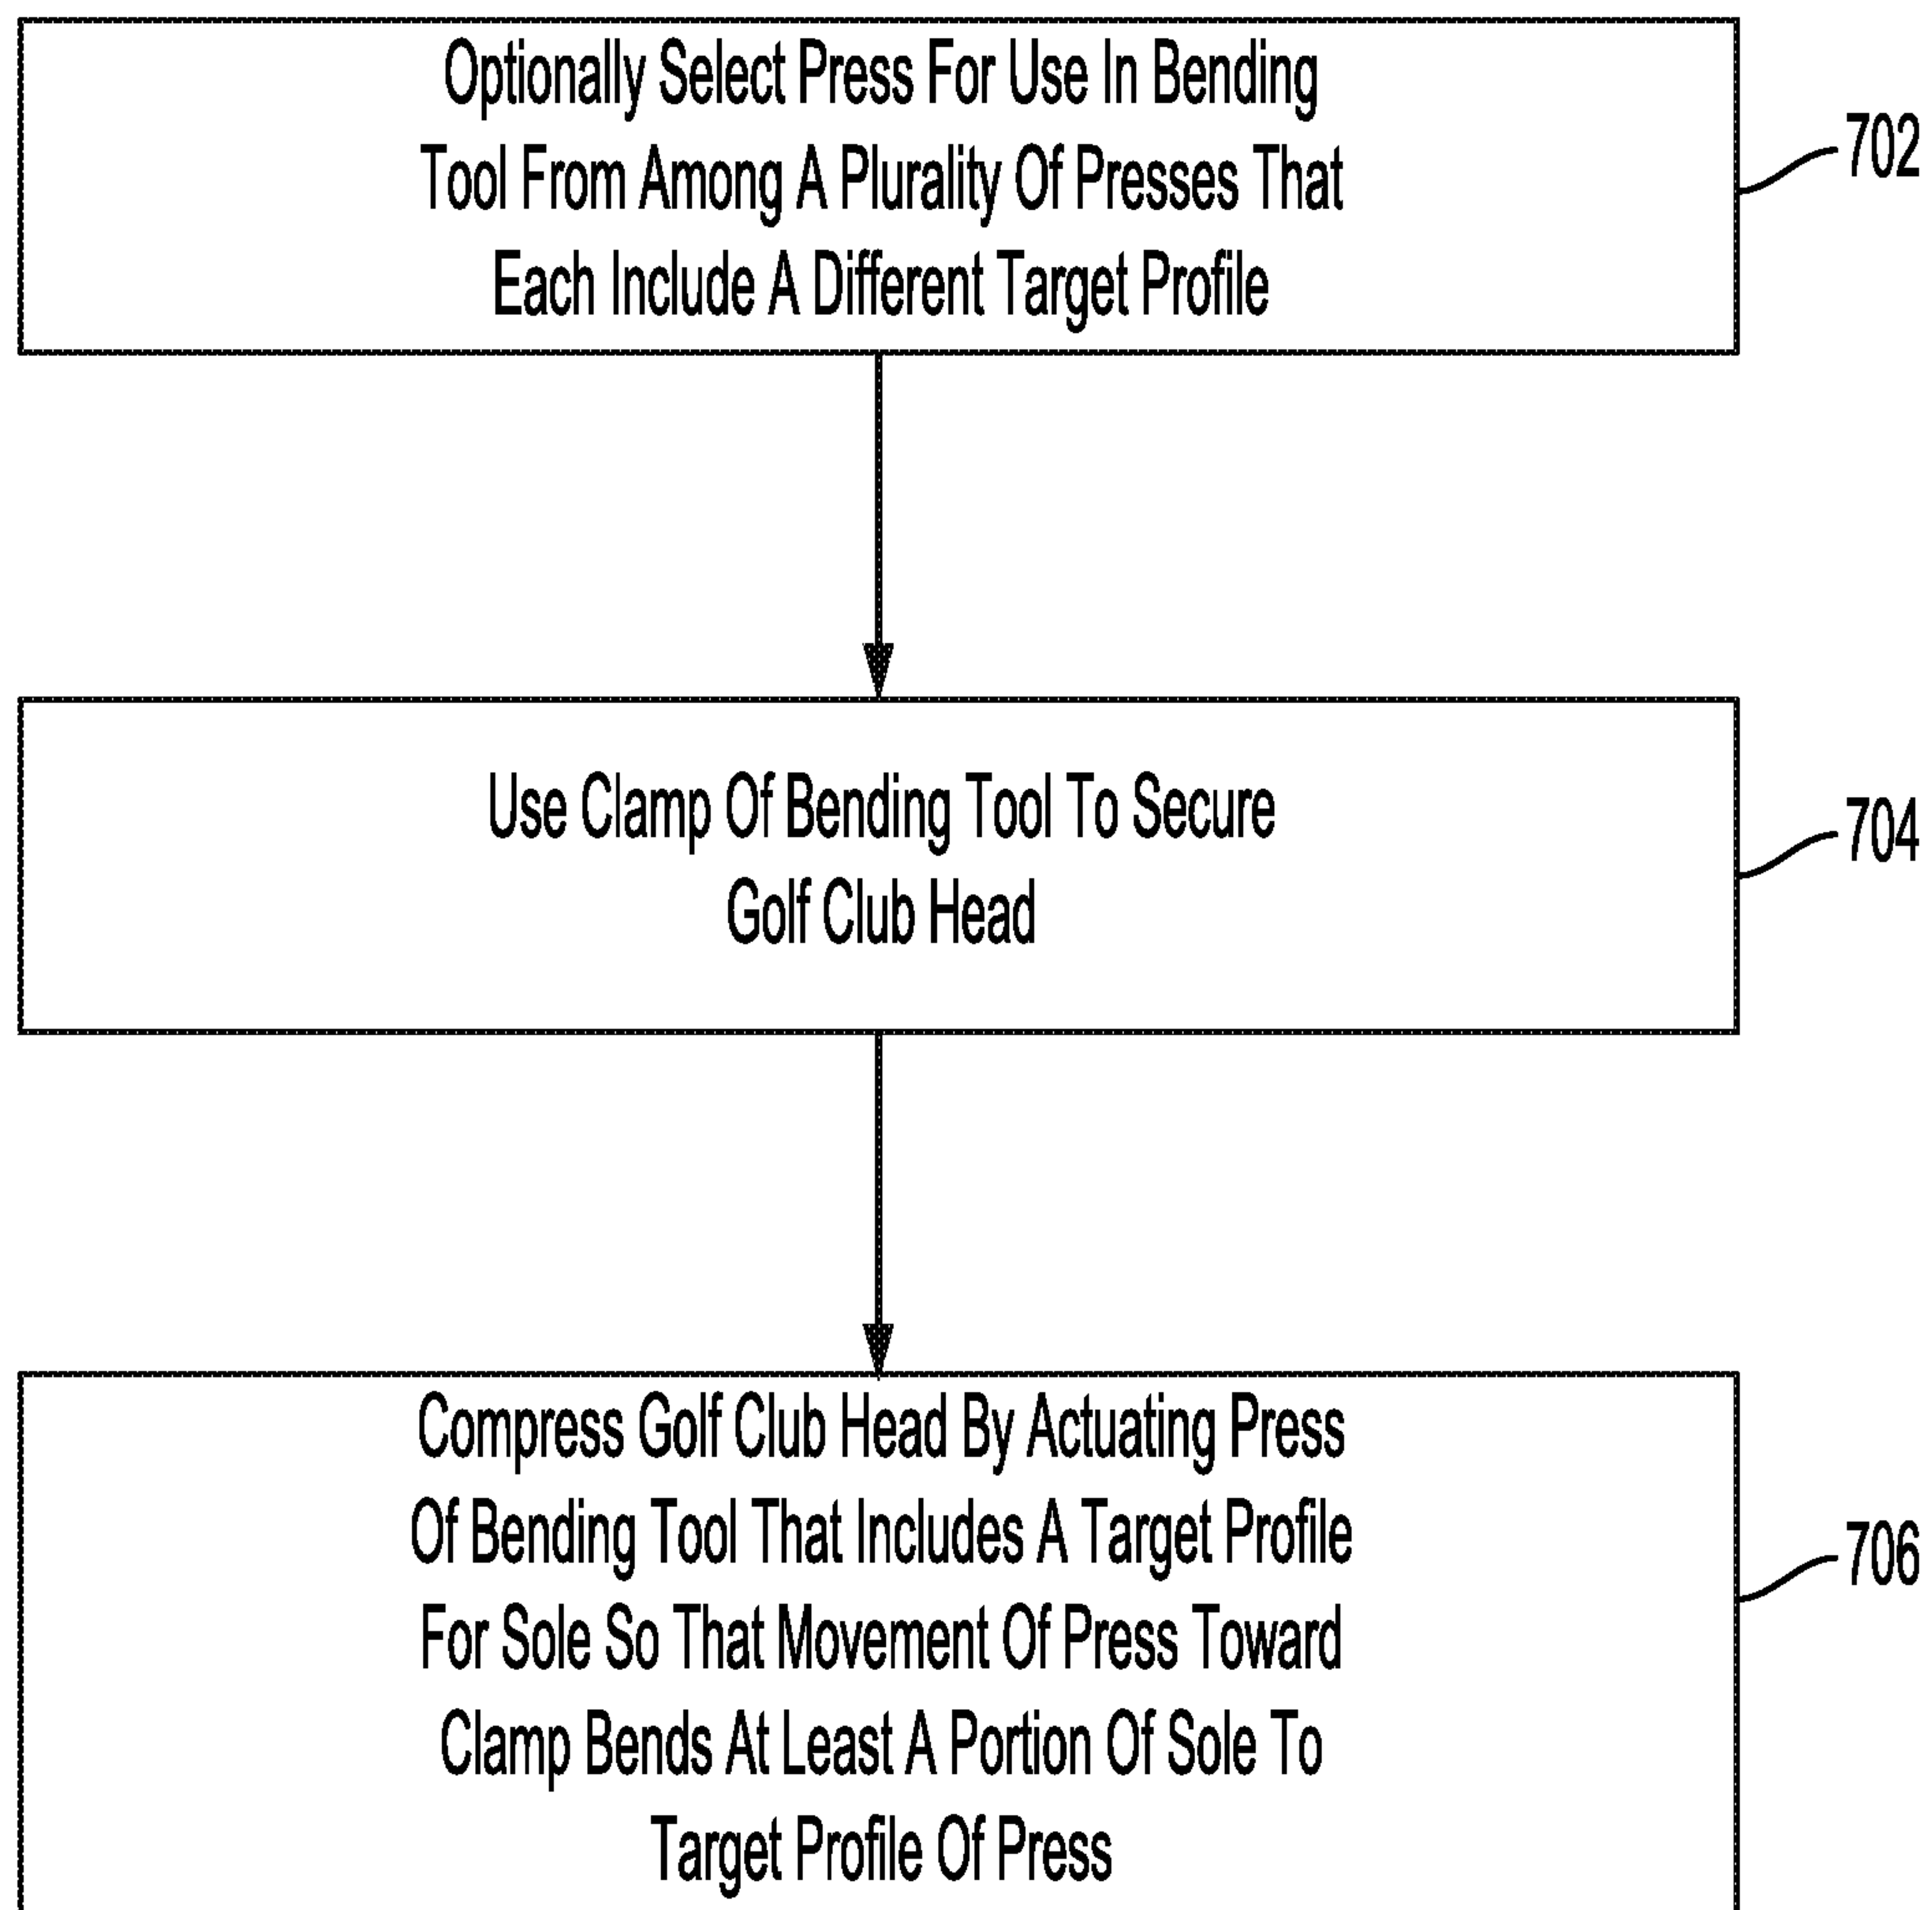 Optionally Select Press For Use In Bending
Tool From Among A Plurality Of Presses That
Each Include A Different Target Profile
702
Use Clamp Of Bending Tool To Secure
Golf Club Head
704
Compress Golf Club Head By Actuating Press
Of Bending Tool That Includes A Target Profile
For Sole So That Movement Of Press Toward
Clamp Bends At Least A Portion Of Sole To
Target Profile Of Press
706